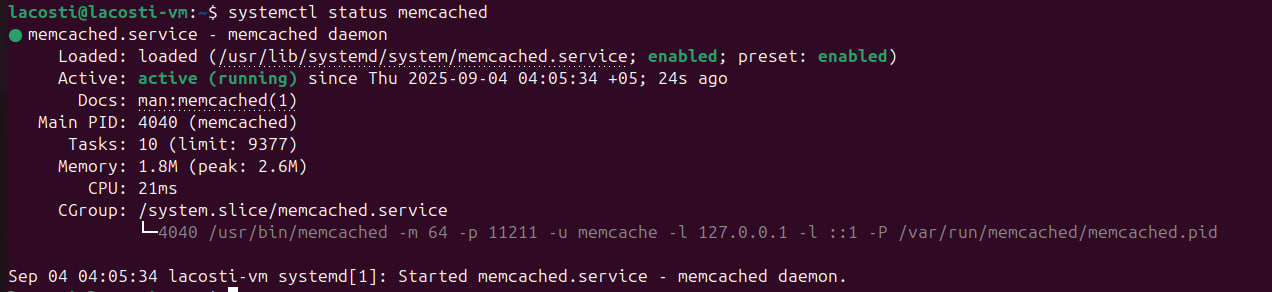 lacosti@lacosti-vm:~$ systemctl status memcached
● memcached.service - memcached daemon
     Loaded: loaded (/usr/lib/systemd/system/memcached.service; enabled; preset: enabled)
     Active: active (running) since Thu 2025-09-04 04:05:34 +05; 24s ago
       Docs: man:memcached(1)
   Main PID: 4040 (memcached)
      Tasks: 10 (limit: 9377)
     Memory: 1.8M (peak: 2.6M)
        CPU: 21ms
     CGroup: /system.slice/memcached.service
             └─4040 /usr/bin/memcached -m 64 -p 11211 -u memcache -l 127.0.0.1 -l ::1 -P /var/run/memcached/memcached.pid
Sep 04 04:05:34 lacosti-vm systemd[1]: Started memcached.service - memcached daemon.